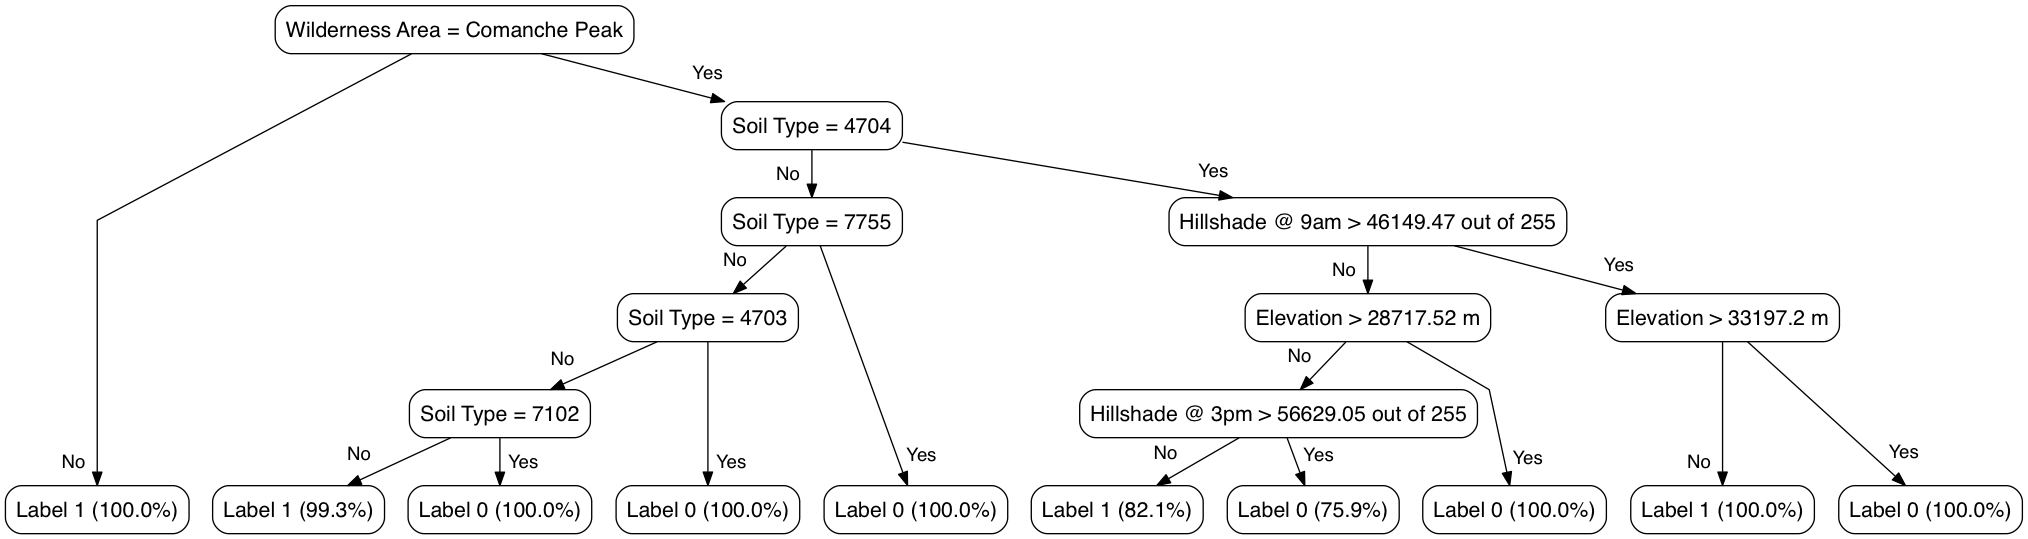 Wilderness Area = Comanche Peak
Yes
Soil Type = 4704
No
Yes
Soil Type = 7755
Hillshade @ 9am > 46149.47 out of 255
No
No
Yes
Soil Type = 4703
Elevation > 28717.52 m
Elevation > 33197.2 m
No
No
Soil Type = 7102
Hillshade @ 3pm > 56629.05 out of 255
No
No
Yes
Yes
Yes
No
Yes
Yes
No
Yes
Label 1 (100.0%)
Label 1 (99.3%)
Label 0 (100.0%)
Label 0 (100.0%)
Label 0 (100.0%)
Label 1 (82.1%)
Label 0 (75.9%)
Label 0 (100.0%)
Label 1 (100.0%)
Label 0 (100.0%)